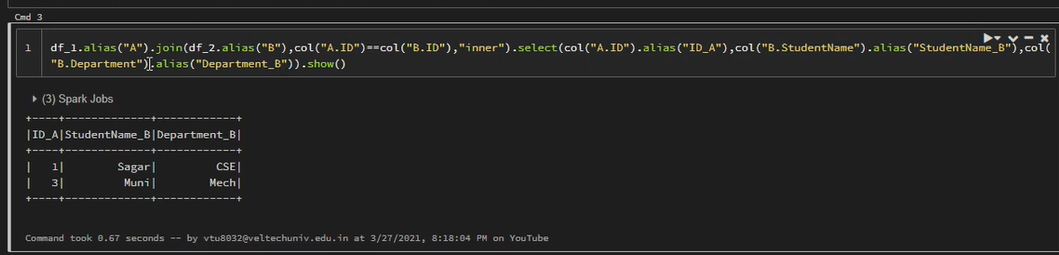 Cmd 3
1 df_1.alias("A").join(df_2.alias("B"),col("A.ID")==col("B.ID"),"inner").select(col("A.ID").alias("ID_A"),col("B.StudentName").alias("StudentName_B"),col(
"B.Department").alias("Department_B")).show()
(3) Spark Jobs
+----+-------------+------------+
|ID_A|StudentName_B|Department_B|
+----+-------------+------------+
|   1|        Sagar|         CSE|
|   3|         Muni|        Mech|
+----+-------------+------------+
Command took 0.67 seconds -- by vtu8032@veltechuniv.edu.in at 3/27/2021, 8:18:04 PM on YouTube